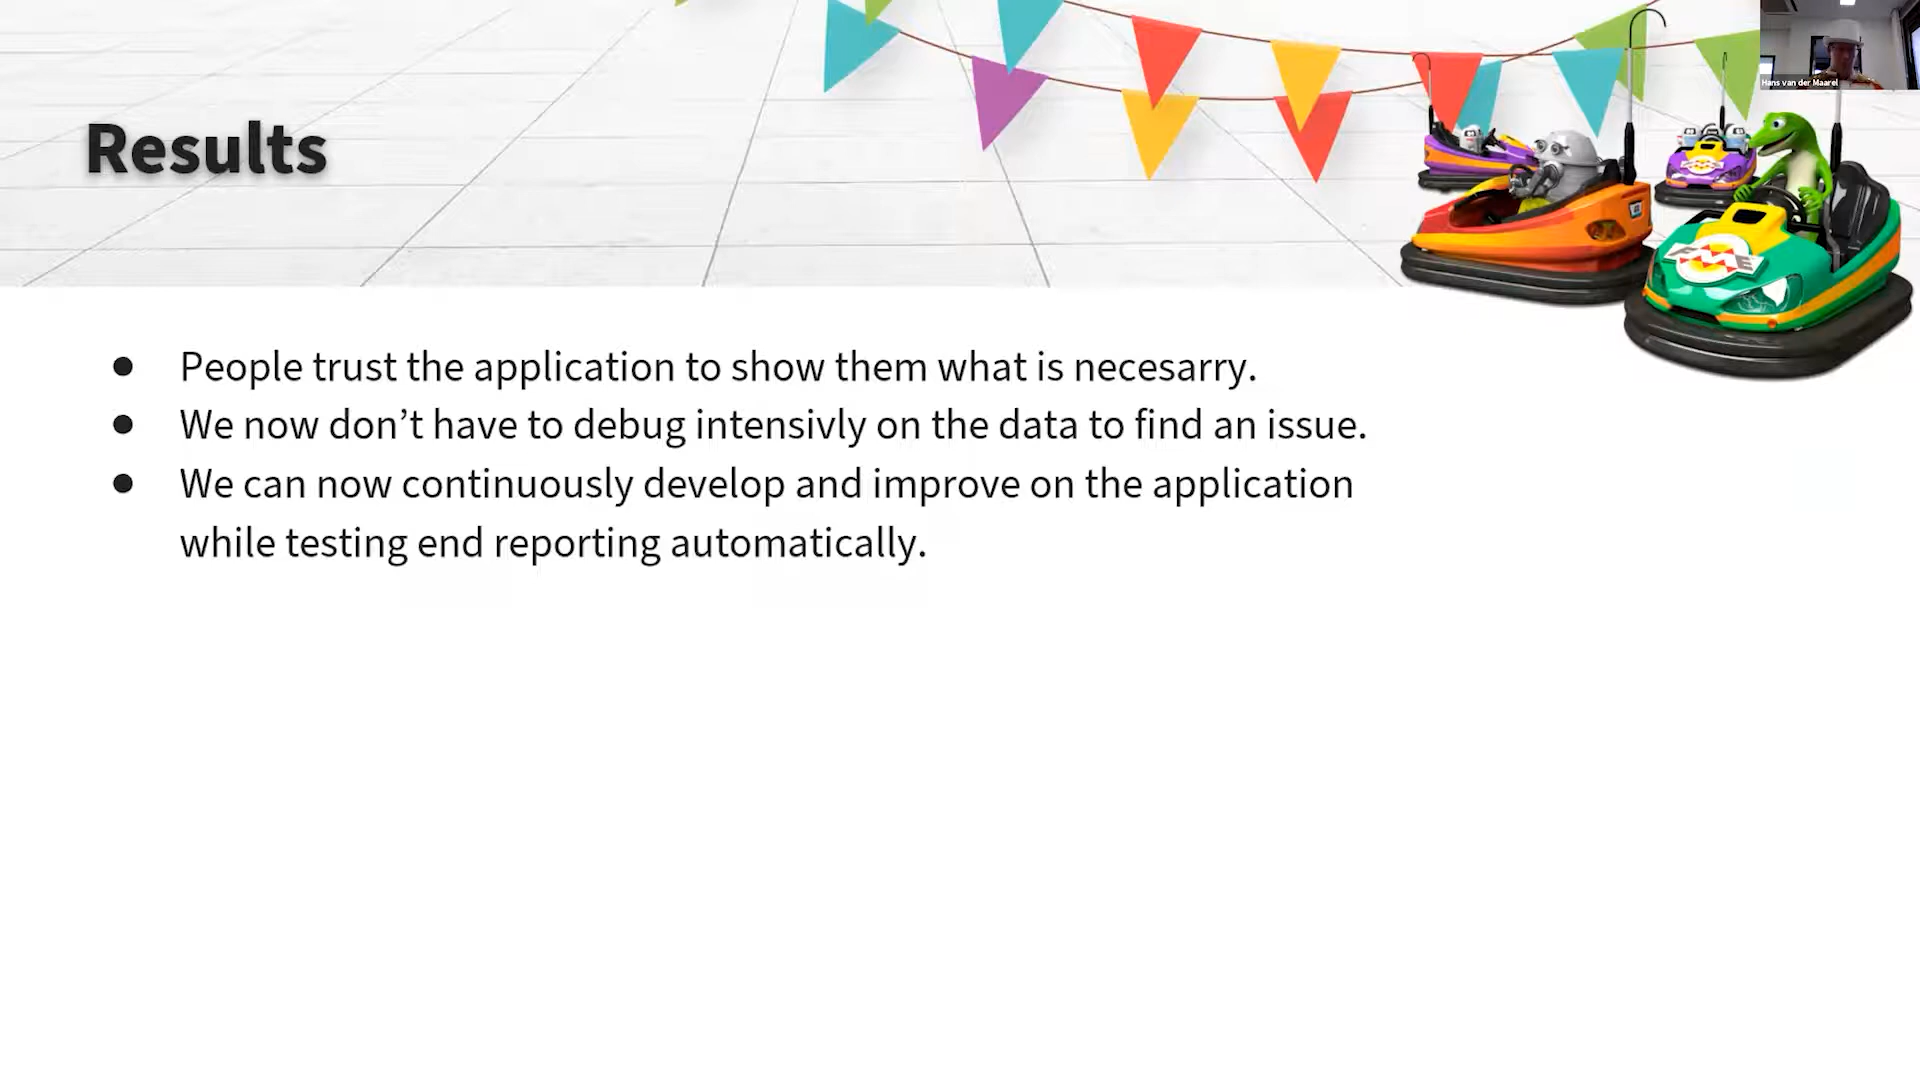 Hans van der Maarel
Results
FME
● People trust the application to show them what is necesarry.
● We now don’t have to debug intensivly on the data to find an issue.
● We can now continuously develop and improve on the application
while testing end reporting automatically.